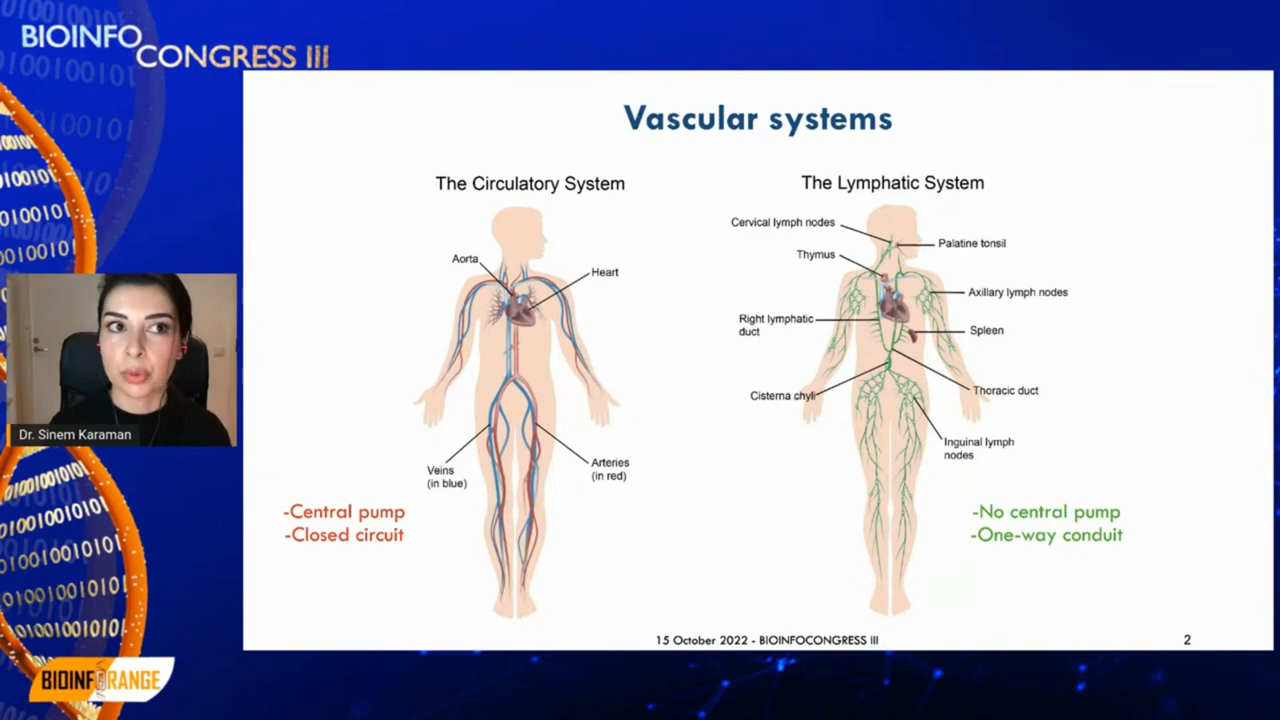 BIOINFO
CONGRESS III
Vascular systems
The Circulatory System
The Lymphatic System
Aorta
Heart
Veins
(in blue)
Arteries
(in red)
-Central pump
-Closed circuit
Cervical lymph nodes
Palatine tonsil
Thymus
Axillary lymph nodes
Right lymphatic
duct
Spleen
Cisterna chyli
Thoracic duct
Inguinal lymph
nodes
-No central pump
-One-way conduit
Dr. Sinem Karaman
15 October 2022 - BIOINFOCONGRESS III
2